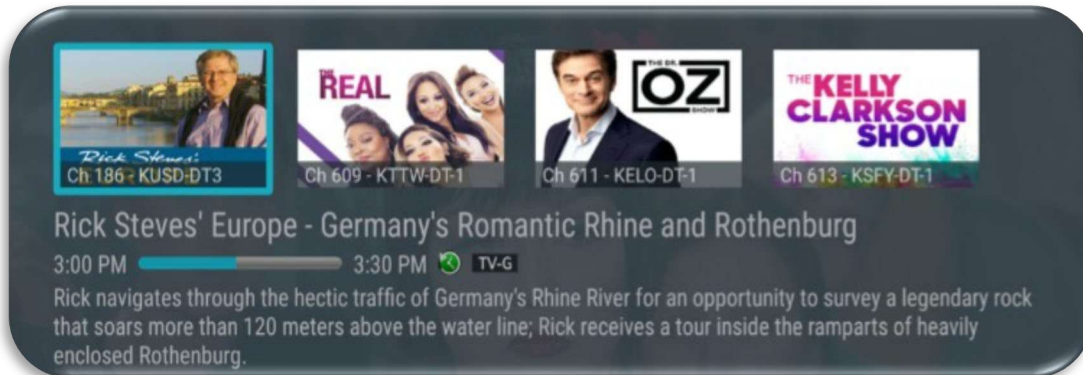 Rick Steves'
EUROPE
Ch 186 - KUSD-DT3
THE
REAL
Ch 609 - KTTW-DT-1
THE DR.
OZ
SHOW
Ch 611 - KELO-DT-1
THE
KELLY
CLARKSON
SHOW
Ch 613 - KSFY-DT-1
Rick Steves' Europe - Germany's Romantic Rhine and Rothenburg
3:00 PM 3:30 PM TV-G
Rick navigates through the hectic traffic of Germany's Rhine River for an opportunity to survey a legendary rock
that soars more than 120 meters above the water line; Rick receives a tour inside the ramparts of heavily
enclosed Rothenburg.